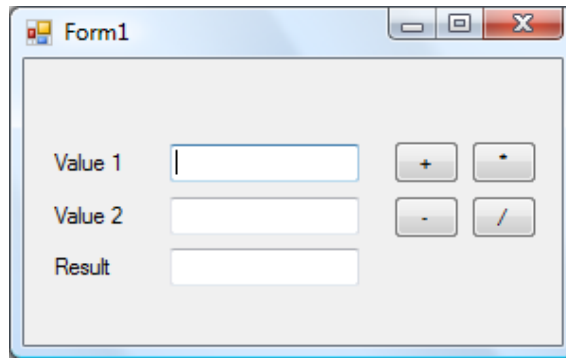 Form1
Value 1 + *
Value 2 - /
Result